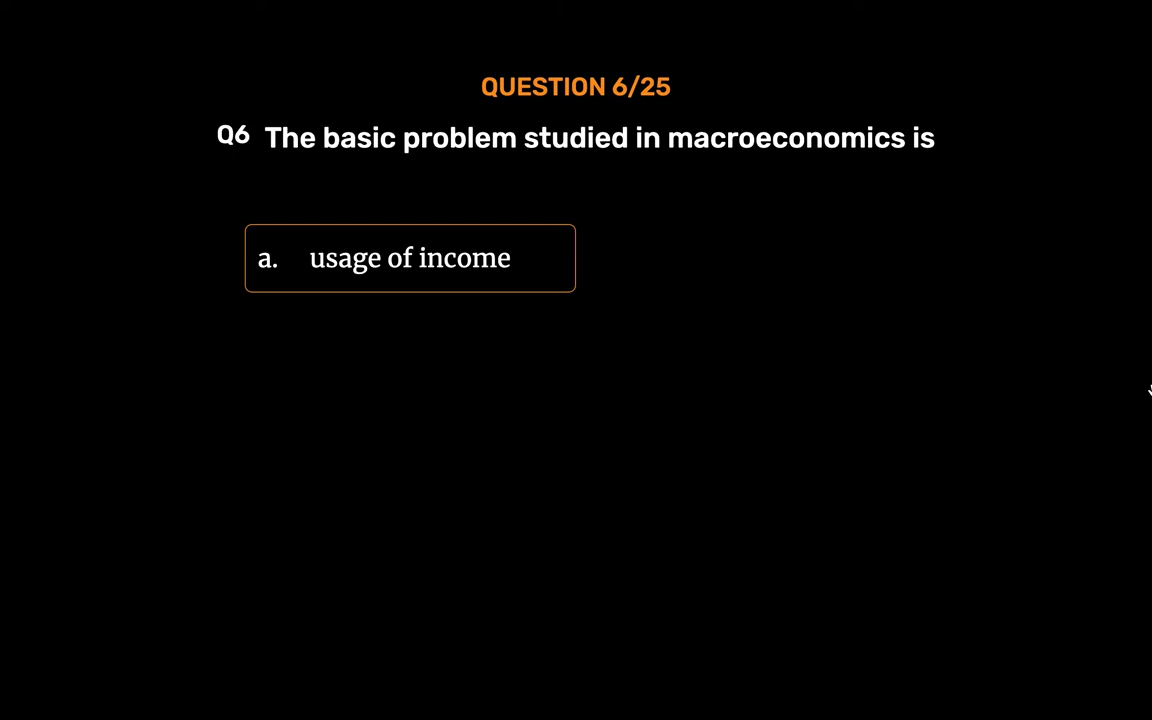 QUESTION 6/25
Q6 The basic problem studied in macroeconomics is
a. usage of income